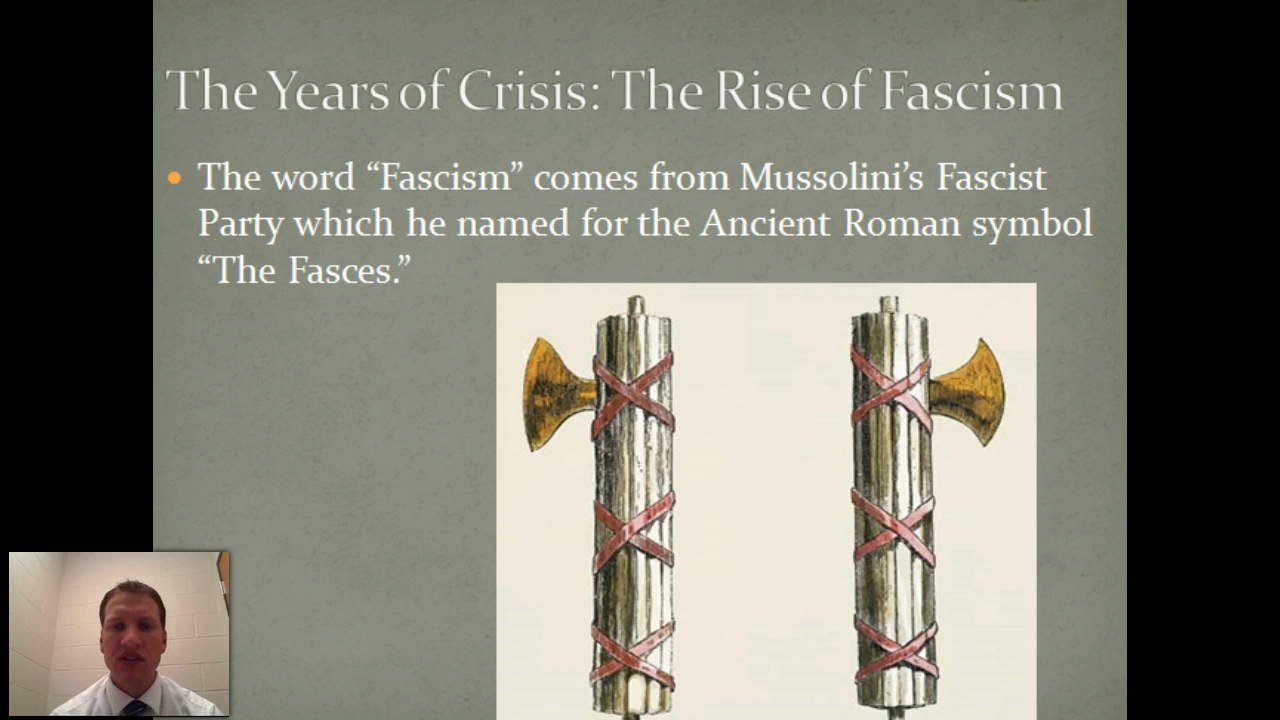 The Years of Crisis: The Rise of Fascism
The word “Fascism” comes from Mussolini’s Fascist
Party which he named for the Ancient Roman symbol
“The Fasces.”